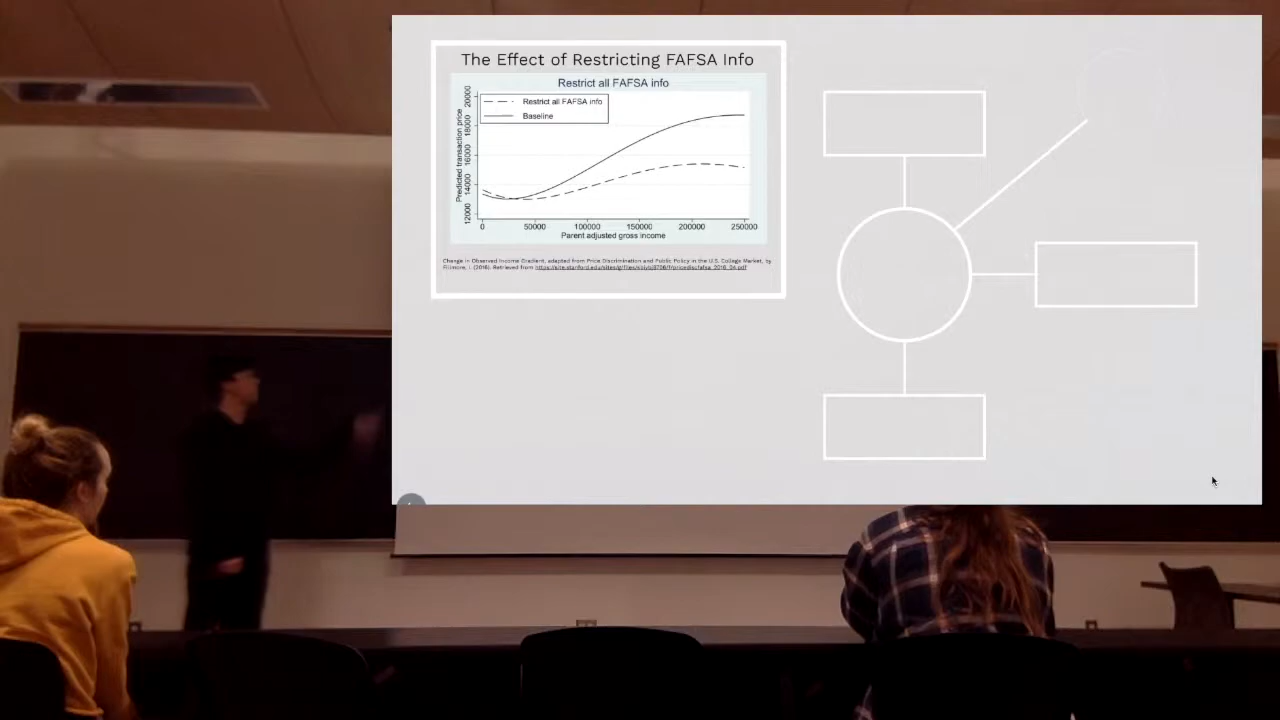 The Effect of Restricting FAFSA Info
Restrict all FAFSA info
Restrict all FAFSA info
Baseline
Predicted transaction price
20000
18000
16000
14000
12000
0 50000 100000 150000 200000 250000
Parent adjusted gross income
Change in Observed Income Gradient, adapted from Price Discrimination and Public Policy in the U.S. College Market, by
Fillmore, I. (2016). Retrieved from